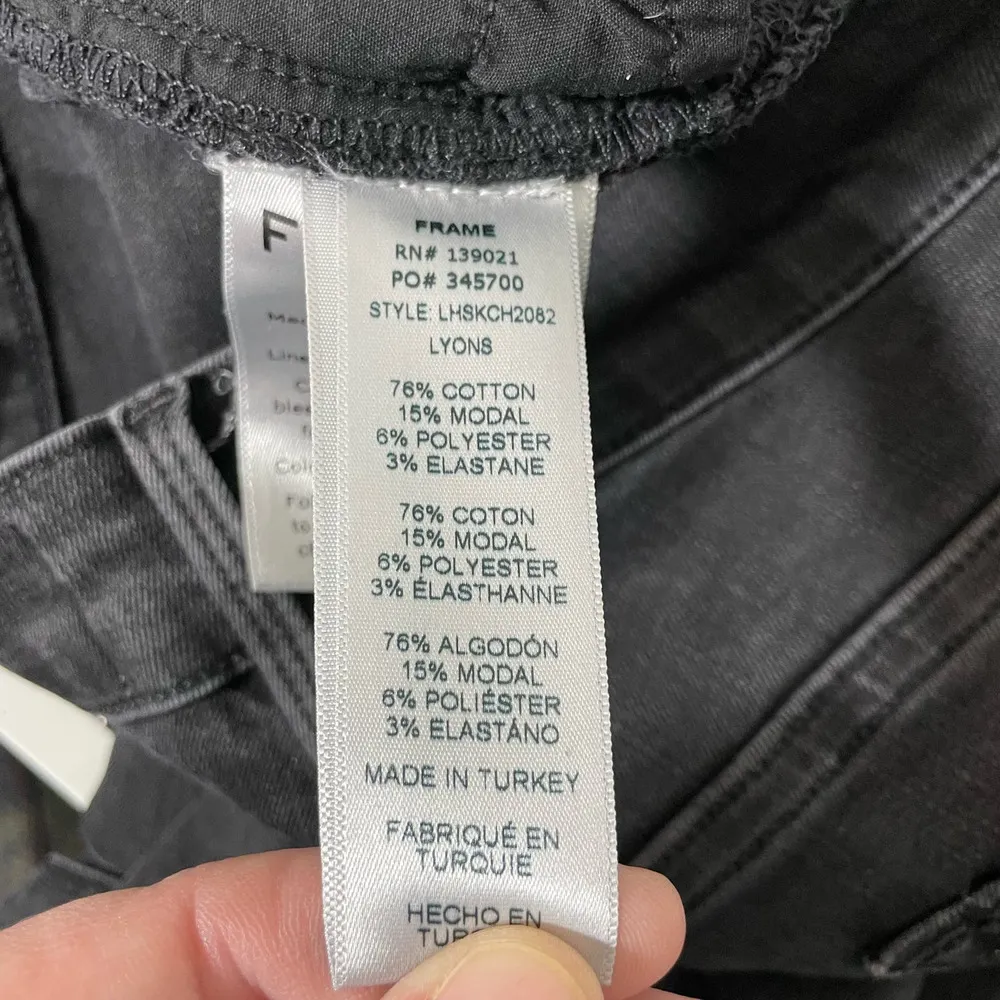 FRAME
RN# 139021
PO# 345700
STYLE: LHSKCH2082
LYONS
76% COTTON
15% MODAL
6% POLYESTER
3% ELASTANE
76% COTON
15% MODAL
6% POLYESTER
3% ÉLASTHANNE
76% ALGODÓN
15% MODAL
6% POLIÉSTER
3% ELASTÁNO
MADE IN TURKEY
FABRIQUÉ EN
TURQUIE
HECHO EN
F